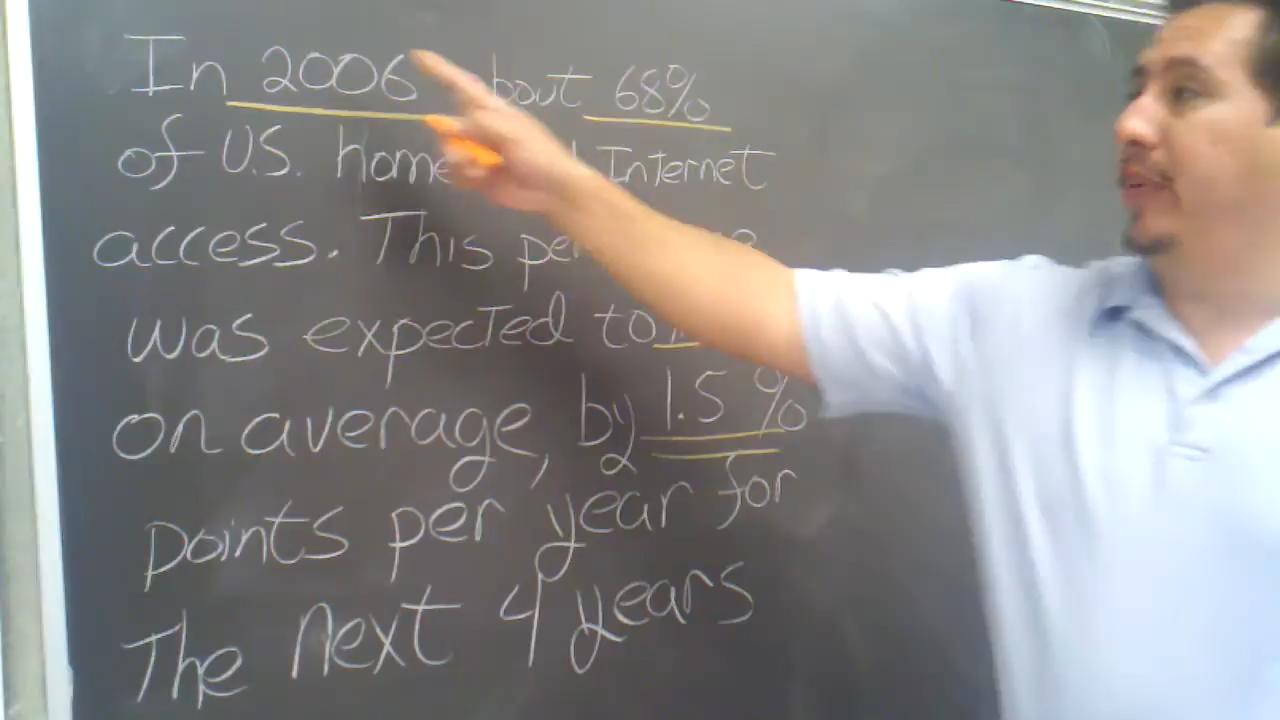 In 2006 bout 68%
of U.S. home Internet
access. This pe
was expected to
on average, by 1.5 %
points per year for
The next 4 years